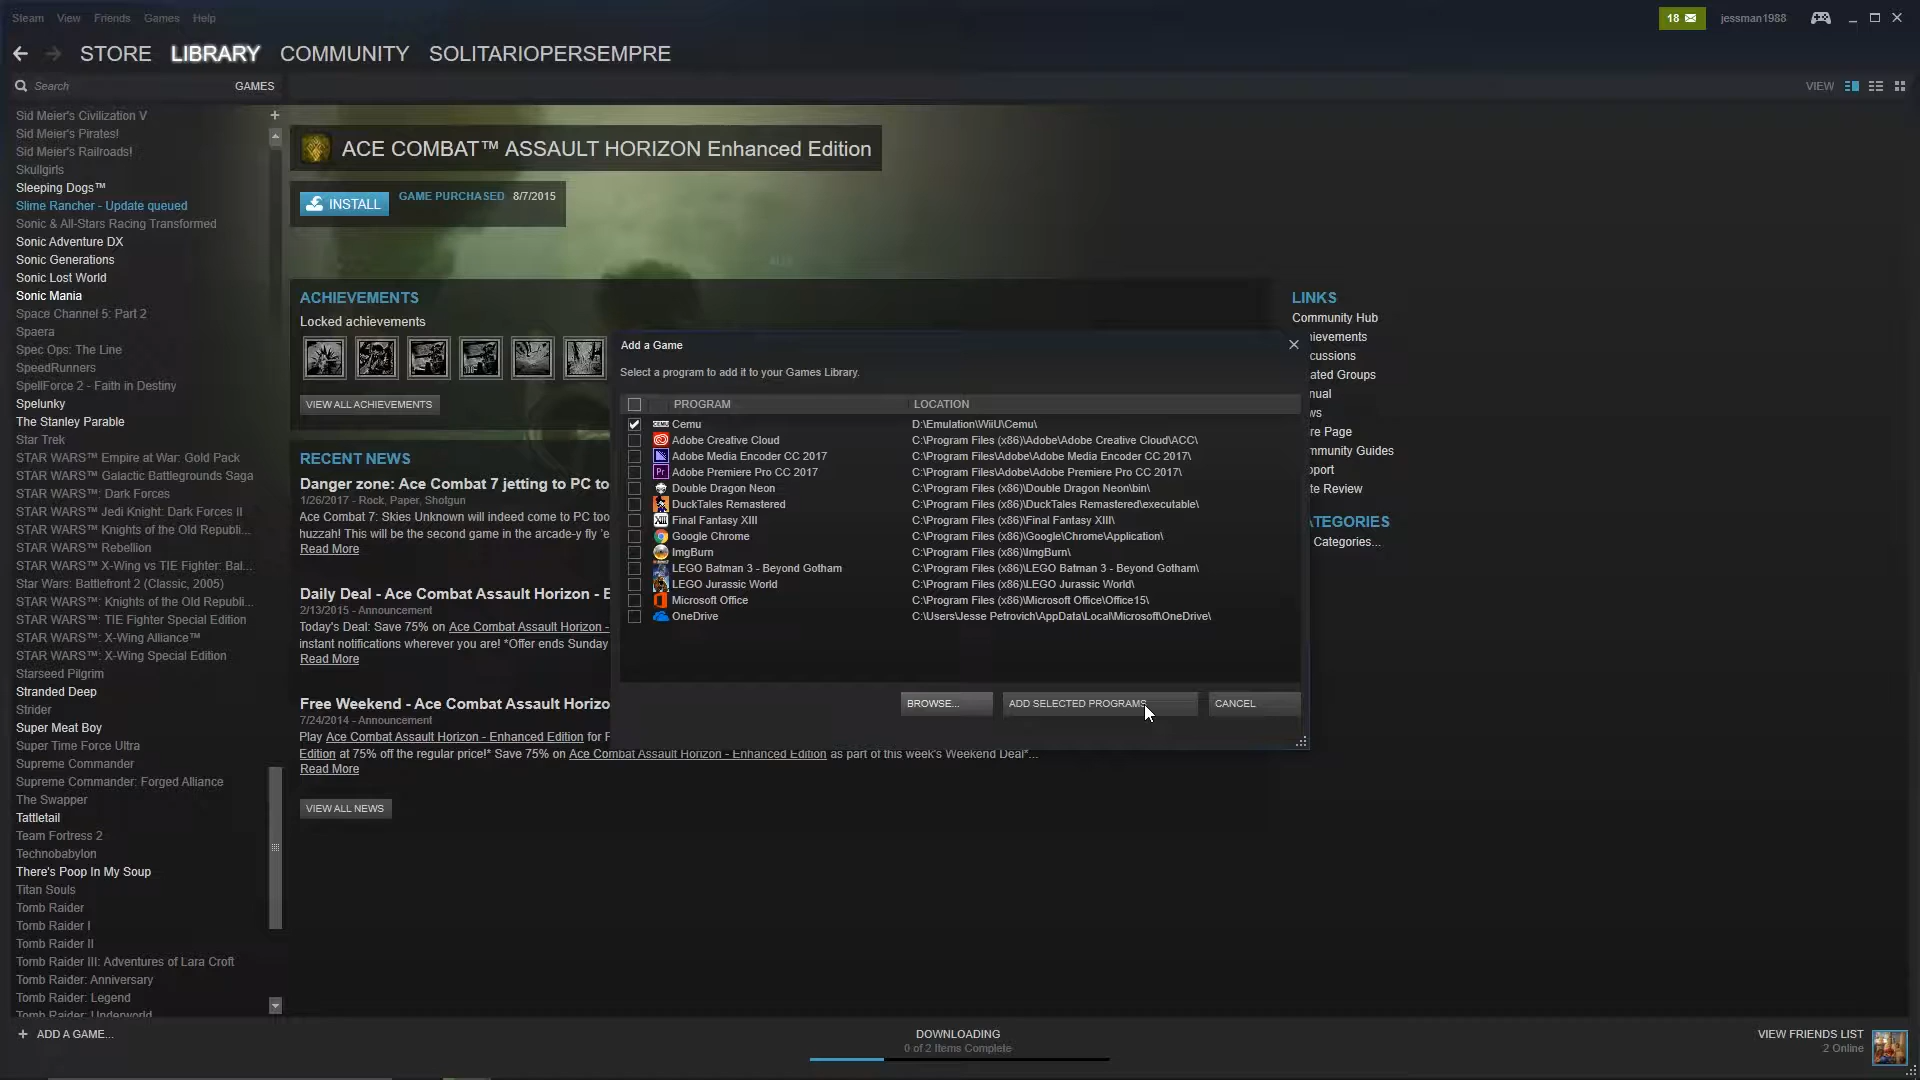 Steam View Friends Games Help
18
jessman1988
STORE LIBRARY COMMUNITY SOLITARIOPERSEMPRE
Search
GAMES
VIEW
Sid Meier's Civilization V
Sid Meier's Pirates!
Sid Meier's Railroads!
Skullgirls
Sleeping Dogs™
Slime Rancher - Update queued
Sonic & All-Stars Racing Transformed
Sonic Adventure DX
Sonic Generations
Sonic Lost World
Sonic Mania
Space Channel 5: Part 2
Spaera
Spec Ops: The Line
SpeedRunners
SpellForce 2 - Faith in Destiny
Spelunky
The Stanley Parable
Star Trek
STAR WARS™ Empire at War: Gold Pack
STAR WARS™ Galactic Battlegrounds Saga
STAR WARS™: Dark Forces
STAR WARS™ Jedi Knight: Dark Forces II
STAR WARS™ Knights of the Old Republi...
STAR WARS™ Rebellion
STAR WARS™ X-Wing vs TIE Fighter: Bal...
Star Wars: Battlefront 2 (Classic, 2005)
STAR WARS™: Knights of the Old Republi...
STAR WARS™: TIE Fighter Special Edition
STAR WARS™: X-Wing Alliance™
STAR WARS™: X-Wing Special Edition
Starseed Pilgrim
Stranded Deep
Strider
Super Meat Boy
Super Time Force Ultra
Supreme Commander
Supreme Commander: Forged Alliance
The Swapper
Tattletail
Team Fortress 2
Technobabylon
There's Poop In My Soup
Titan Souls
Tomb Raider
Tomb Raider I
Tomb Raider II
Tomb Raider III: Adventures of Lara Croft
Tomb Raider: Anniversary
Tomb Raider: Legend
Tomb Raider: Underworld
ACE COMBAT™ ASSAULT HORIZON Enhanced Edition
INSTALL
GAME PURCHASED 8/7/2015
ACHIEVEMENTS
Locked achievements
VIEW ALL ACHIEVEMENTS
RECENT NEWS
Danger zone: Ace Combat 7 jetting to PC to
1/26/2017 - Rock, Paper, Shotgun
Ace Combat 7: Skies Unknown will indeed come to PC too
huzzah! This will be the second game in the arcade-y fly 'e
Read More
Daily Deal - Ace Combat Assault Horizon - E
2/13/2015 - Announcement
Today's Deal: Save 75% on Ace Combat Assault Horizon -
instant notifications wherever you are! *Offer ends Sunday
Read More
Free Weekend - Ace Combat Assault Horizo
7/24/2014 - Announcement
Play Ace Combat Assault Horizon - Enhanced Edition for F
Edition at 75% off the regular price!* Save 75% on Ace Combat Assault Horizon - Enhanced Edition as part of this week's Weekend Deal*...
Read More
VIEW ALL NEWS
Add a Game
Select a program to add it to your Games Library.
PROGRAM LOCATION
Cemu D:\Emulation\WiiU\Cemu\
Adobe Creative Cloud C:\Program Files (x86)\Adobe\Adobe Creative Cloud\ACC\
Adobe Media Encoder CC 2017 C:\Program Files\Adobe\Adobe Media Encoder CC 2017\
Adobe Premiere Pro CC 2017 C:\Program Files\Adobe\Adobe Premiere Pro CC 2017\
Double Dragon Neon C:\Program Files (x86)\Double Dragon Neon\bin\
DuckTales Remastered C:\Program Files (x86)\DuckTales Remastered\executable\
Final Fantasy XIII C:\Program Files (x86)\Final Fantasy XIII\
Google Chrome C:\Program Files (x86)\Google\Chrome\Application\
ImgBurn C:\Program Files (x86)\ImgBurn\
LEGO Batman 3 - Beyond Gotham C:\Program Files (x86)\LEGO Batman 3 - Beyond Gotham\
LEGO Jurassic World C:\Program Files (x86)\LEGO Jurassic World\
Microsoft Office C:\Program Files (x86)\Microsoft Office\Office15\
OneDrive C:\Users\Jesse Petrovich\AppData\Local\Microsoft\OneDrive\
BROWSE... ADD SELECTED PROGRAMS CANCEL
LINKS
Community Hub
hievements
cussions
ated Groups
nual
ws
re Page
mmunity Guides
pport
te Review
TEGORIES
Categories...
ADD A GAME...
DOWNLOADING
0 of 2 Items Complete
VIEW FRIENDS LIST
2 Online